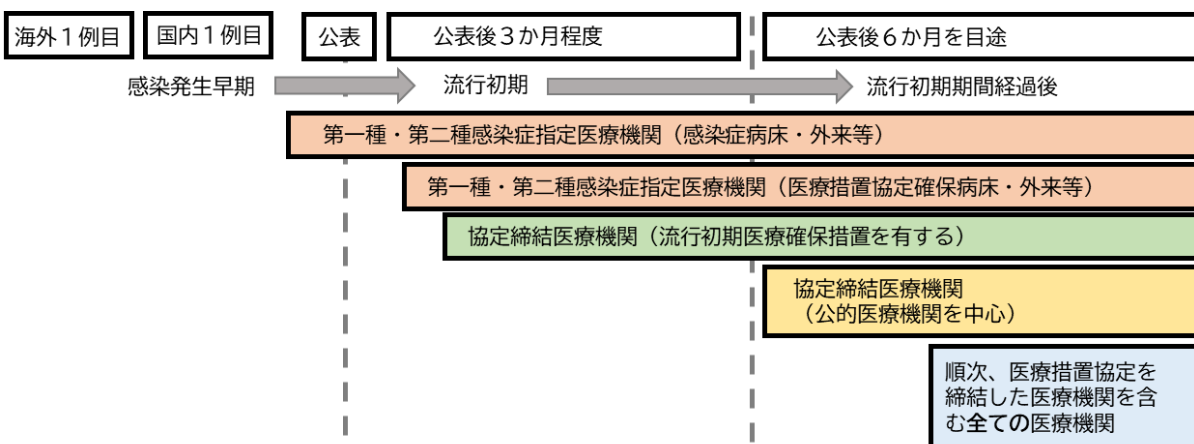 海外１例目
国内１例目
公表
公表後３か月程度
公表後６か月を目途
感染発生早期
流行初期
流行初期期間経過後
第一種・第二種感染症指定医療機関（感染症病床・外来等）
第一種・第二種感染症指定医療機関（医療措置協定確保病床・外来等）
協定締結医療機関（流行初期医療確保措置を有する）
協定締結医療機関
（公的医療機関を中心）
順次、医療措置協定を
締結した医療機関を含
む全ての医療機関